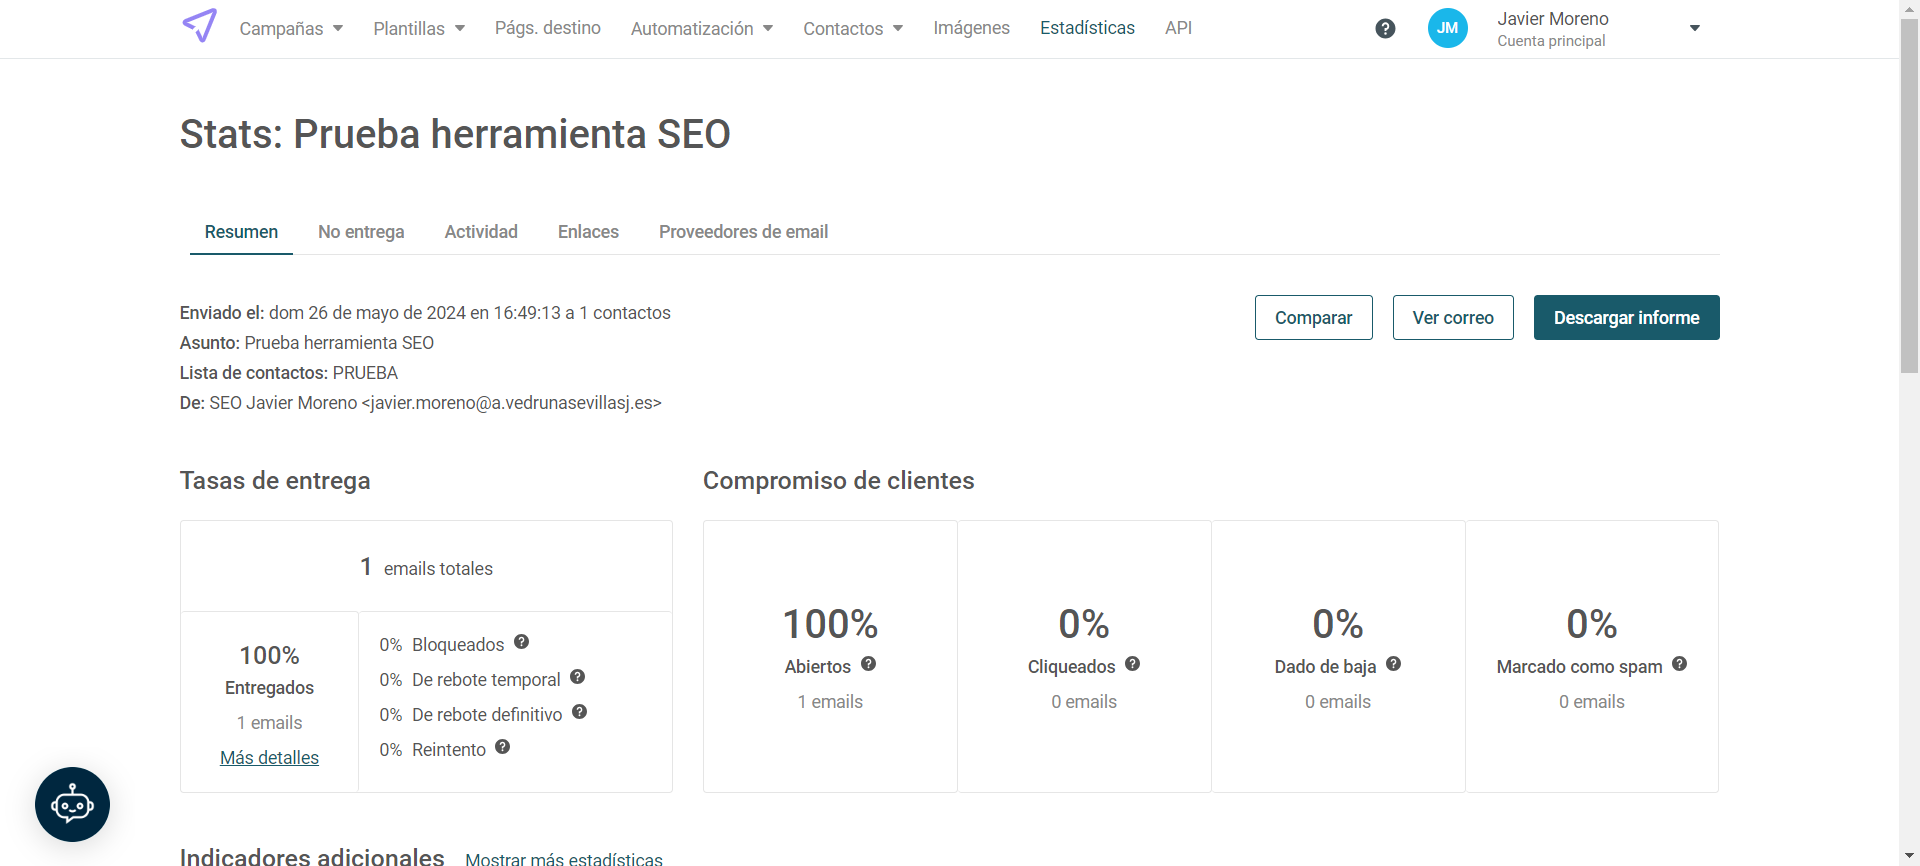 Campañas Plantillas Págs. destino Automatización Contactos Imágenes Estadísticas API ? JM Javier Moreno
Cuenta principal
Stats: Prueba herramienta SEO
Resumen No entrega Actividad Enlaces Proveedores de email
Enviado el: dom 26 de mayo de 2024 en 16:49:13 a 1 contactos
Asunto: Prueba herramienta SEO
Lista de contactos: PRUEBA
De: SEO Javier Moreno <javier.moreno@a.vedrunasevillasj.es>
Comparar Ver correo Descargar informe
Tasas de entrega
1 emails totales
100%
Entregados
1 emails
Más detalles
0% Bloqueados ?
0% De rebote temporal ?
0% De rebote definitivo ?
0% Reintento ?
Compromiso de clientes
100%
Abiertos ?
1 emails
0%
Cliqueados ?
0 emails
0%
Dado de baja ?
0 emails
0%
Marcado como spam ?
0 emails
Indicadores adicionales Mostrar más estadísticas